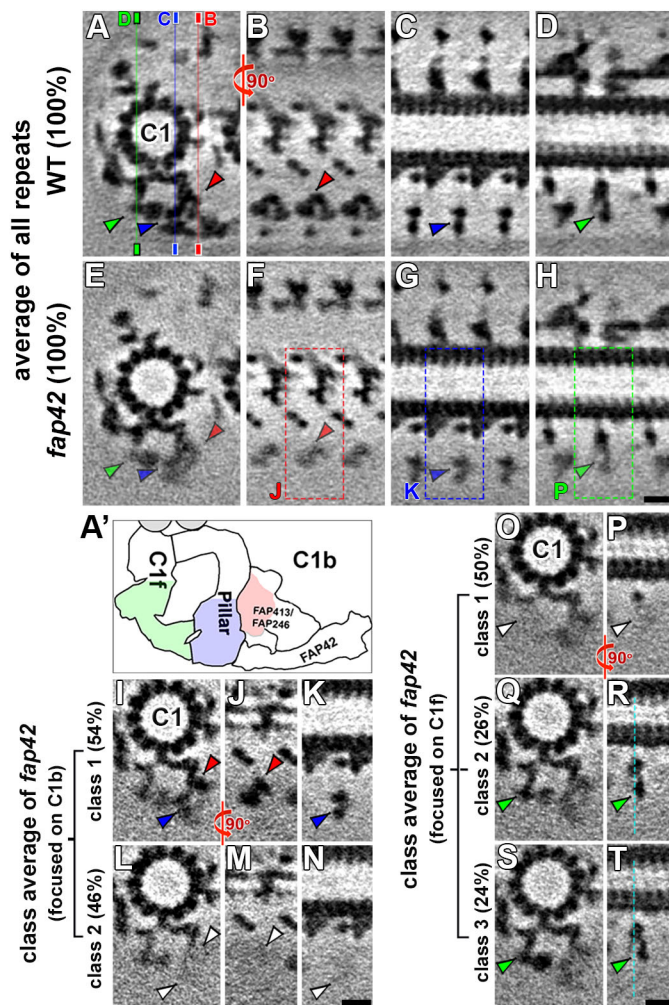 D C B
A B C D
90°
C1
WT (100%)
average of all repeats
E F G H
fap42 (100%)
J K P
A'
C1f
Pillar
C1b
FAP413/
FAP246
FAP42
I J K
C1
class 1 (54%)
90°
class average of fap42
(focused on C1b)
L M N
class 2 (46%)
O P
C1
class 1 (50%)
90°
class average of fap42
(focused on C1f)
Q R
class 2 (26%)
S T
class 3 (24%)